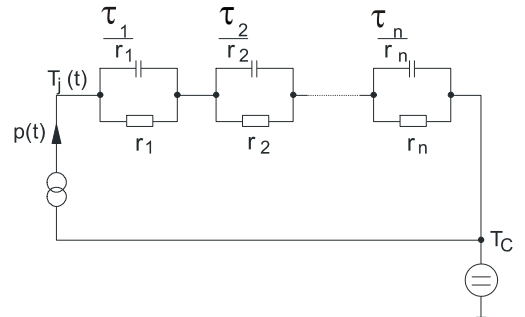 τ1/r1 τ2/r2 τn/rn
Tj(t)
r1 r2 rn
p(t)
TC